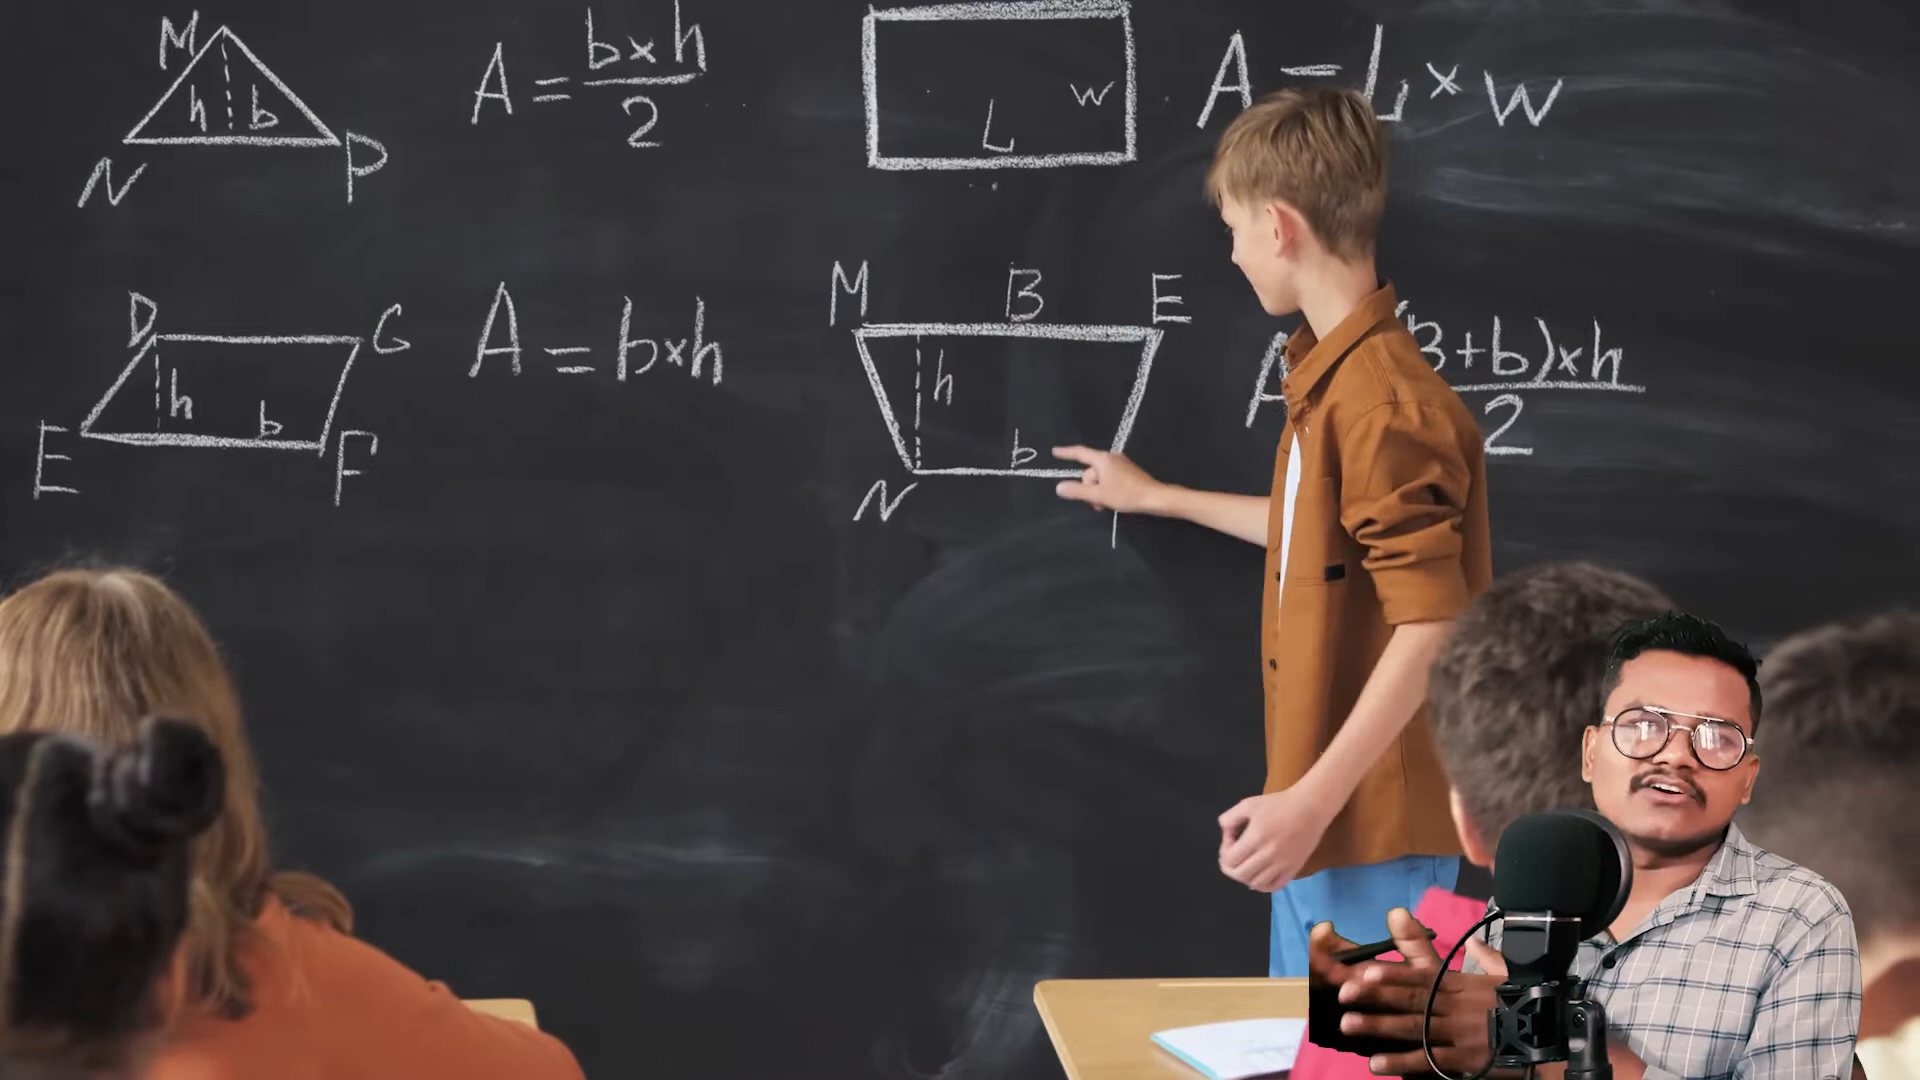 M
h b
N P
A = b×h
2
L w
A = L × w
D G
h b
E F
A = b×h
M B E
h
b
N
A (B+b)×h
2